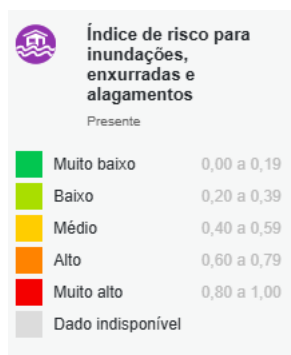 Índice de risco para
inundações,
enxurradas e
alagamentos
Presente
Muito baixo 0,00 a 0,19
Baixo 0,20 a 0,39
Médio 0,40 a 0,59
Alto 0,60 a 0,79
Muito alto 0,80 a 1,00
Dado indisponível